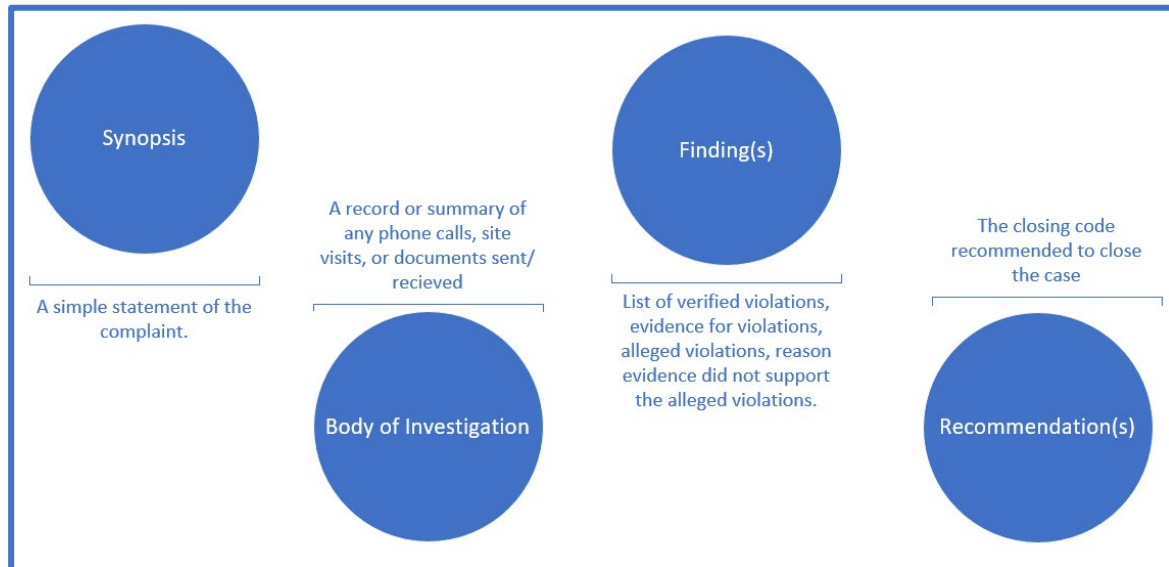 Synopsis
A simple statement of the
complaint.
A record or summary of
any phone calls, site
visits, or documents sent/
recieved
Body of Investigation
Finding(s)
List of verified violations,
evidence for violations,
alleged violations, reason
evidence did not support
the alleged violations.
The closing code
recommended to close
the case
Recommendation(s)